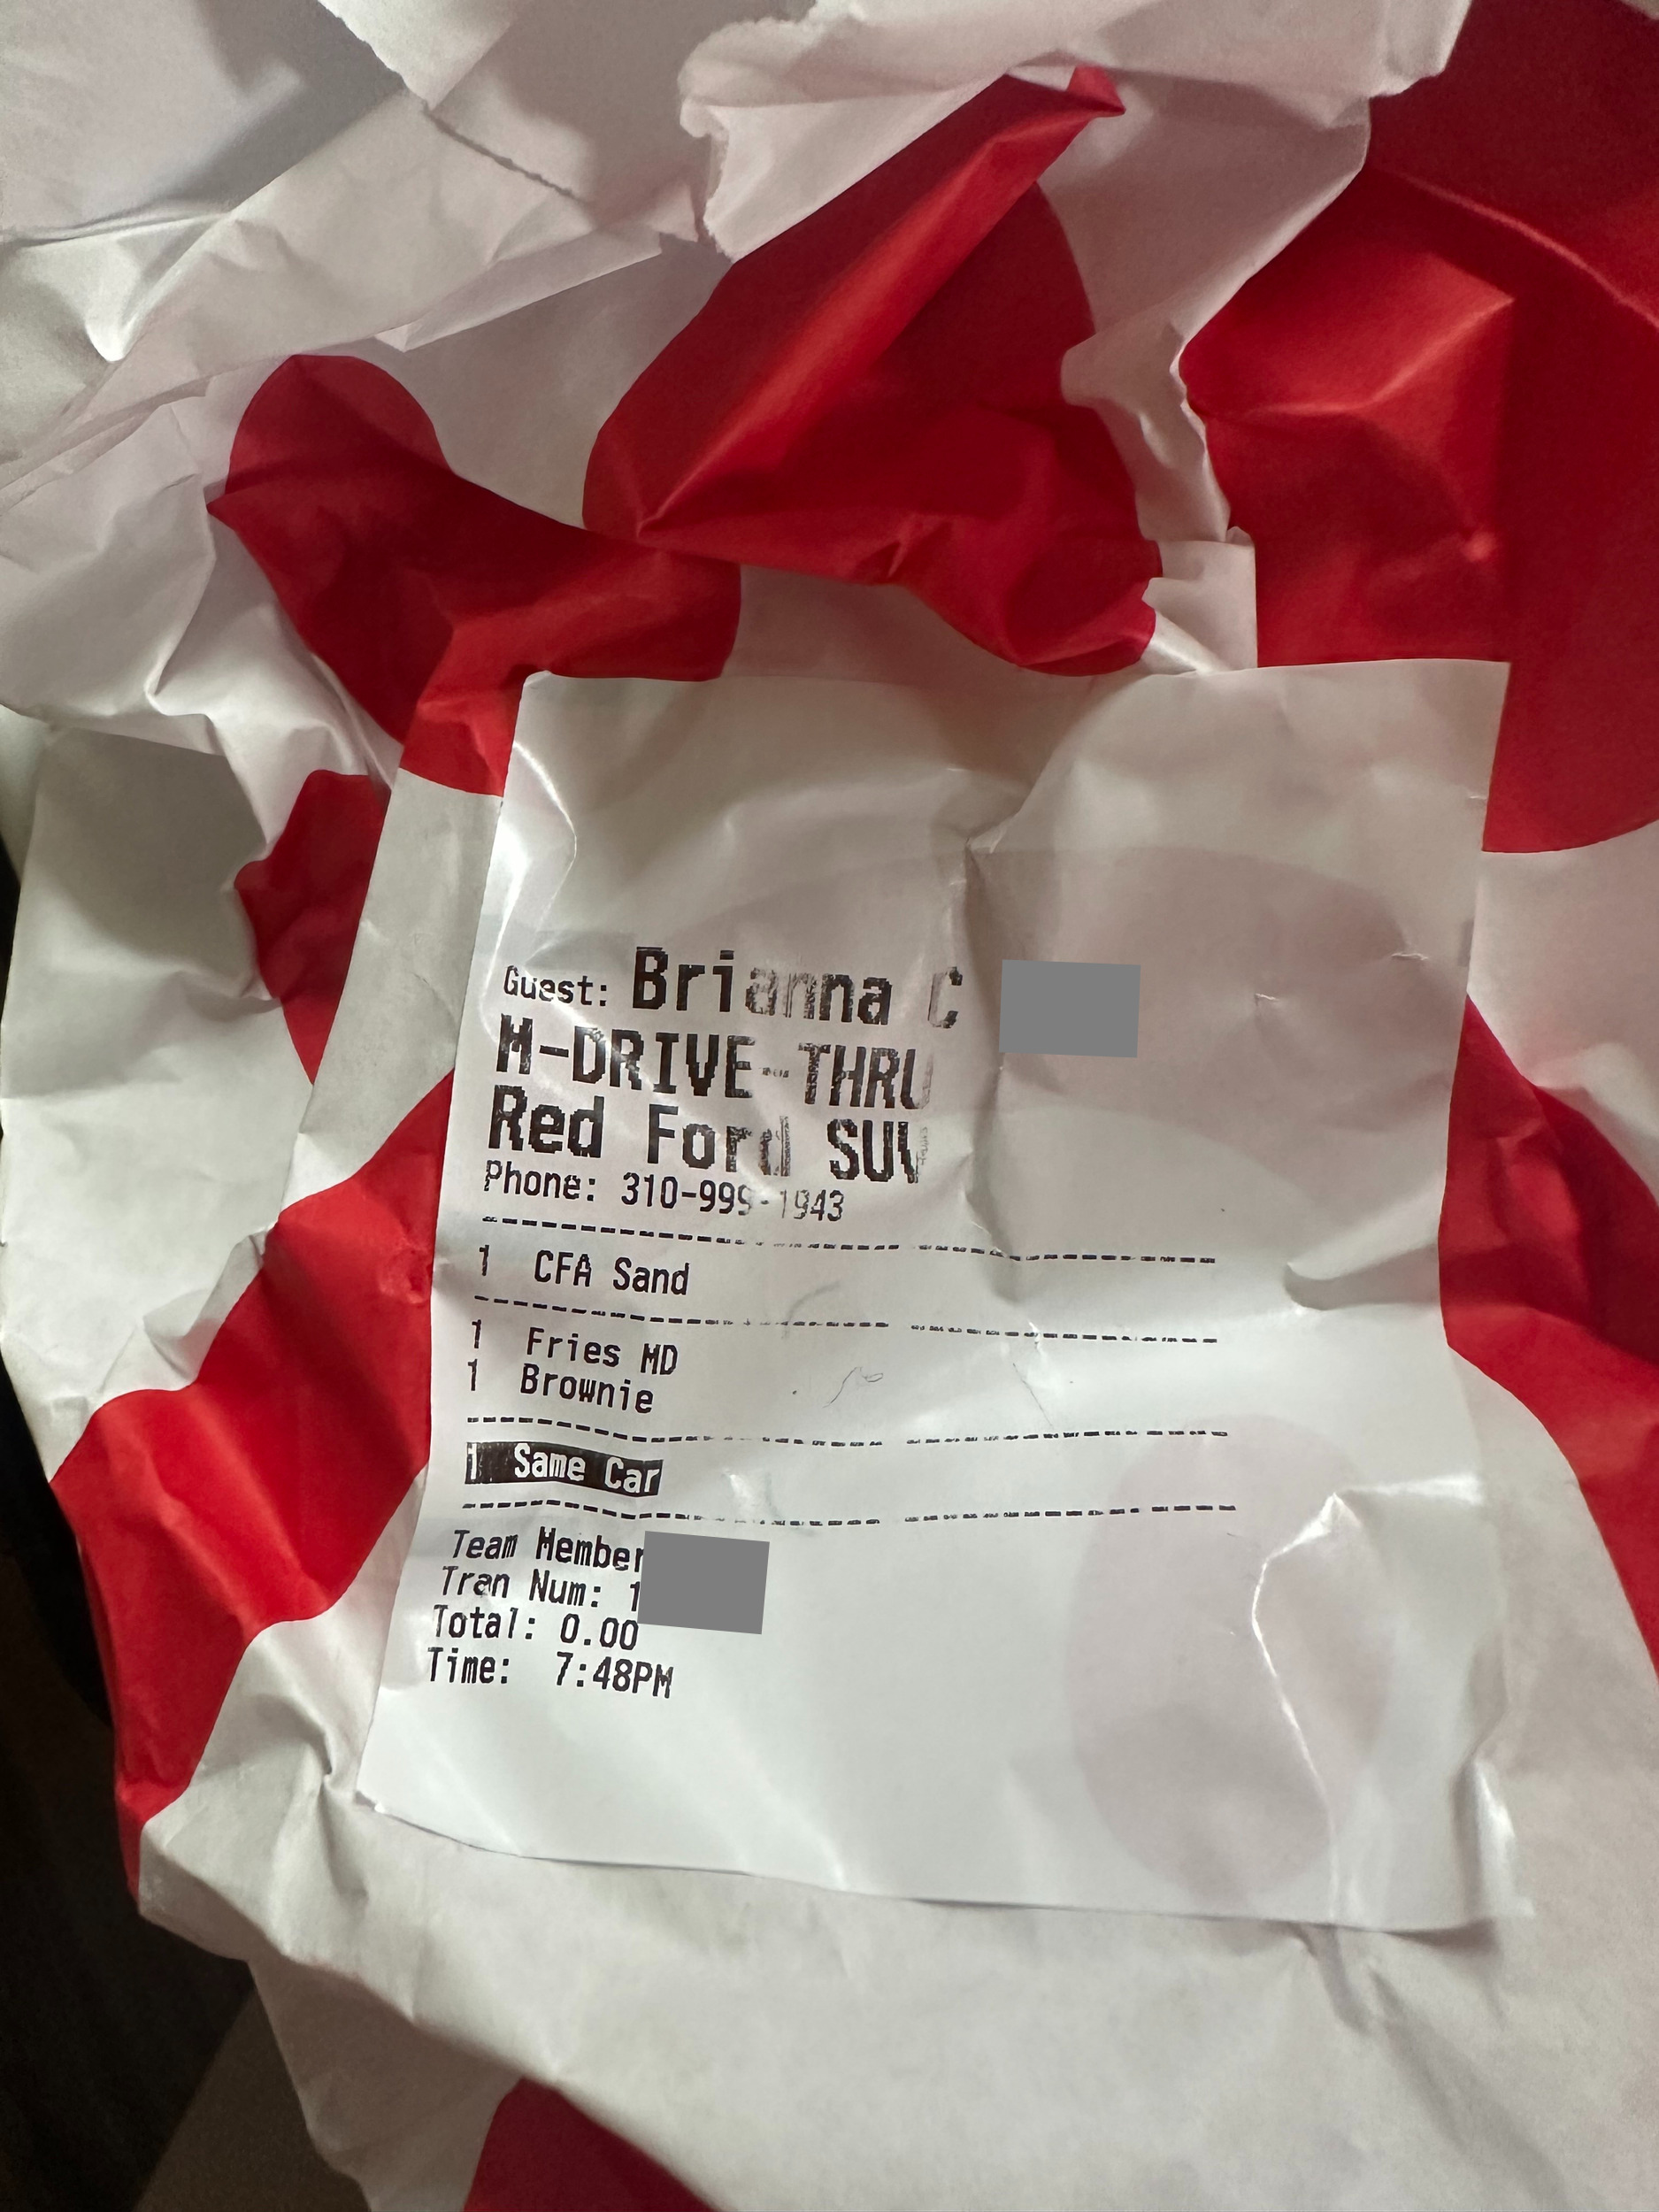 Guest: Brianna C
M-DRIVE-THRU
Red Ford SUV
Phone: 310-999-1943
1 CFA Sand
1 Fries MD
1 Brownie
1 Same Car
Team Member
Tran Num: 1
Total: 0.00
Time: 7:48PM